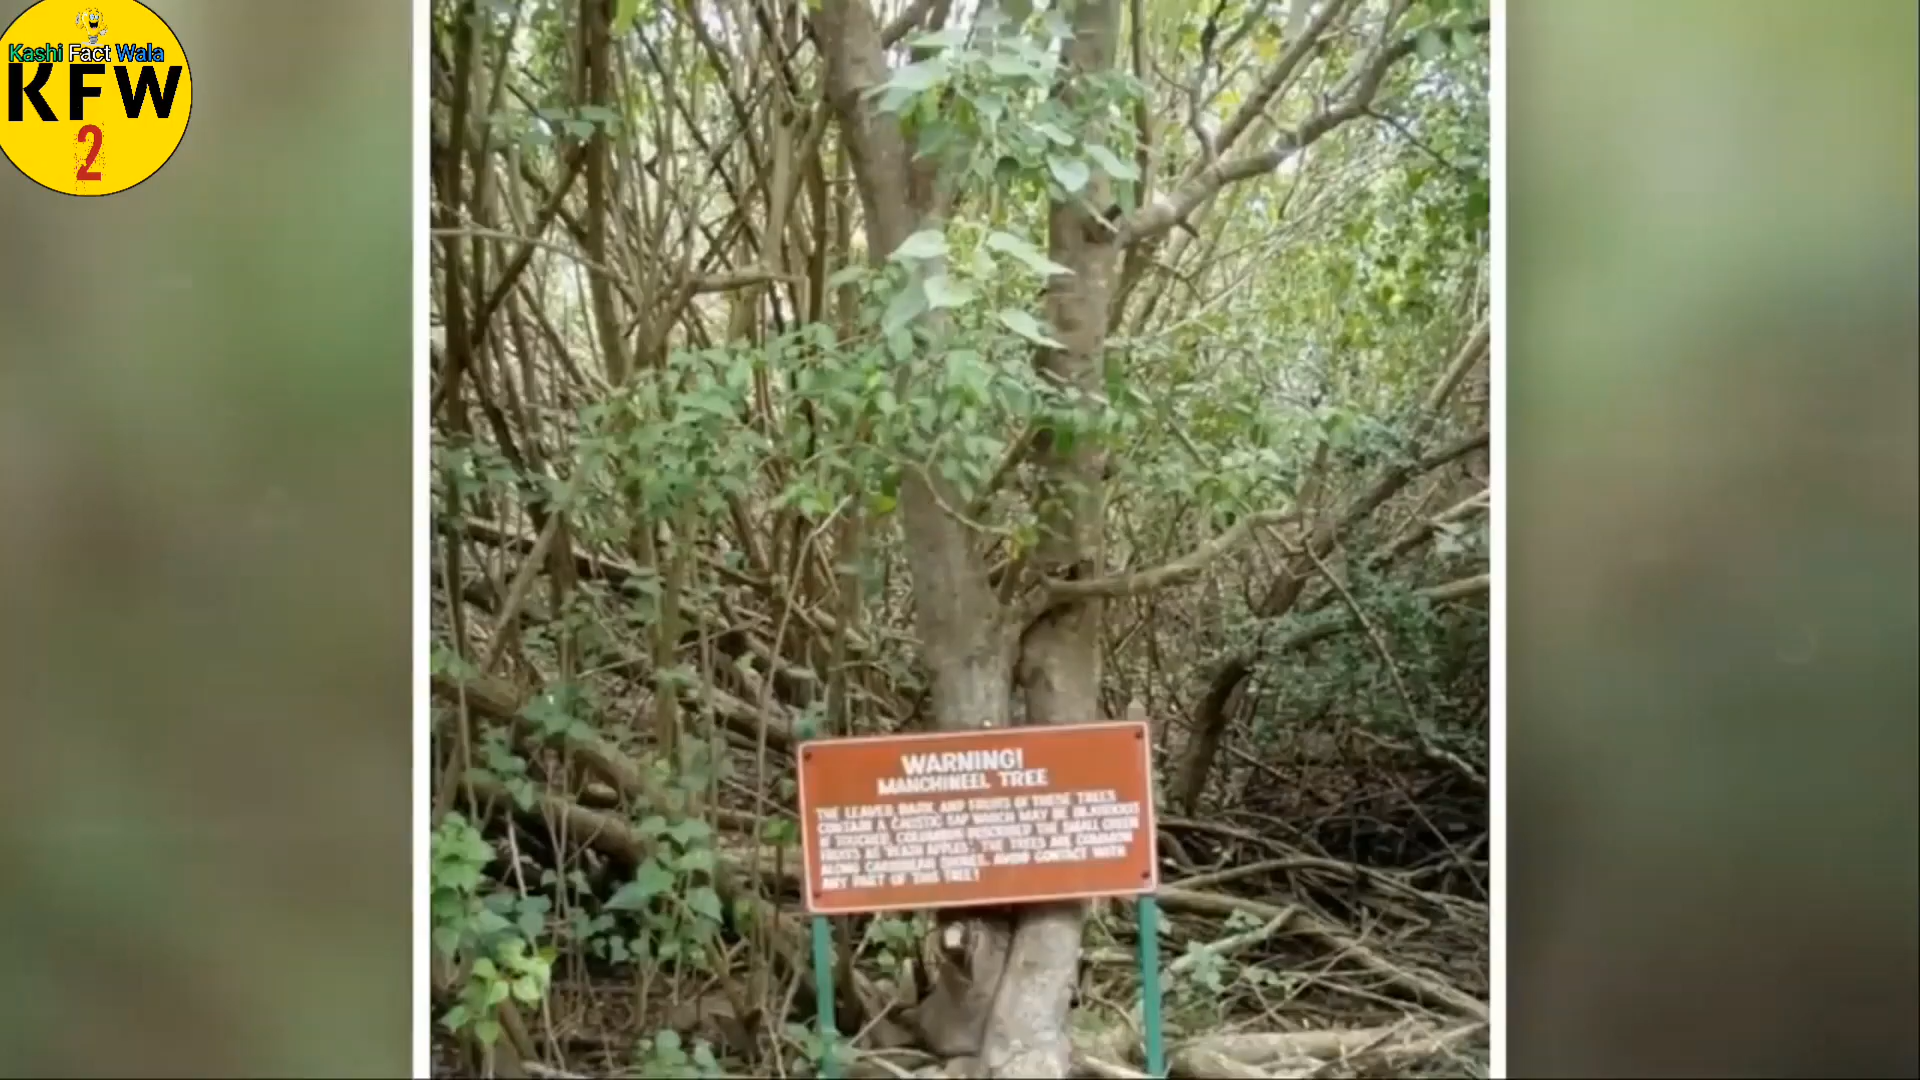 Kashi Fact Wala
KFW
2
WARNING!
MANCHINEEL TREE
THE LEAVES, BARK AND FRUITS OF THESE TREES
CONTAIN A CAUSTIC SAP WHICH MAY BE INJURIOUS
IF TOUCHED. COLUMBUS DESCRIBED THE SMALL GREEN
FRUITS AS "DEATH APPLES". THE TREES ARE COMMON
ALONG CARIBBEAN SHORES. AVOID CONTACT WITH
ANY PART OF THIS TREE!